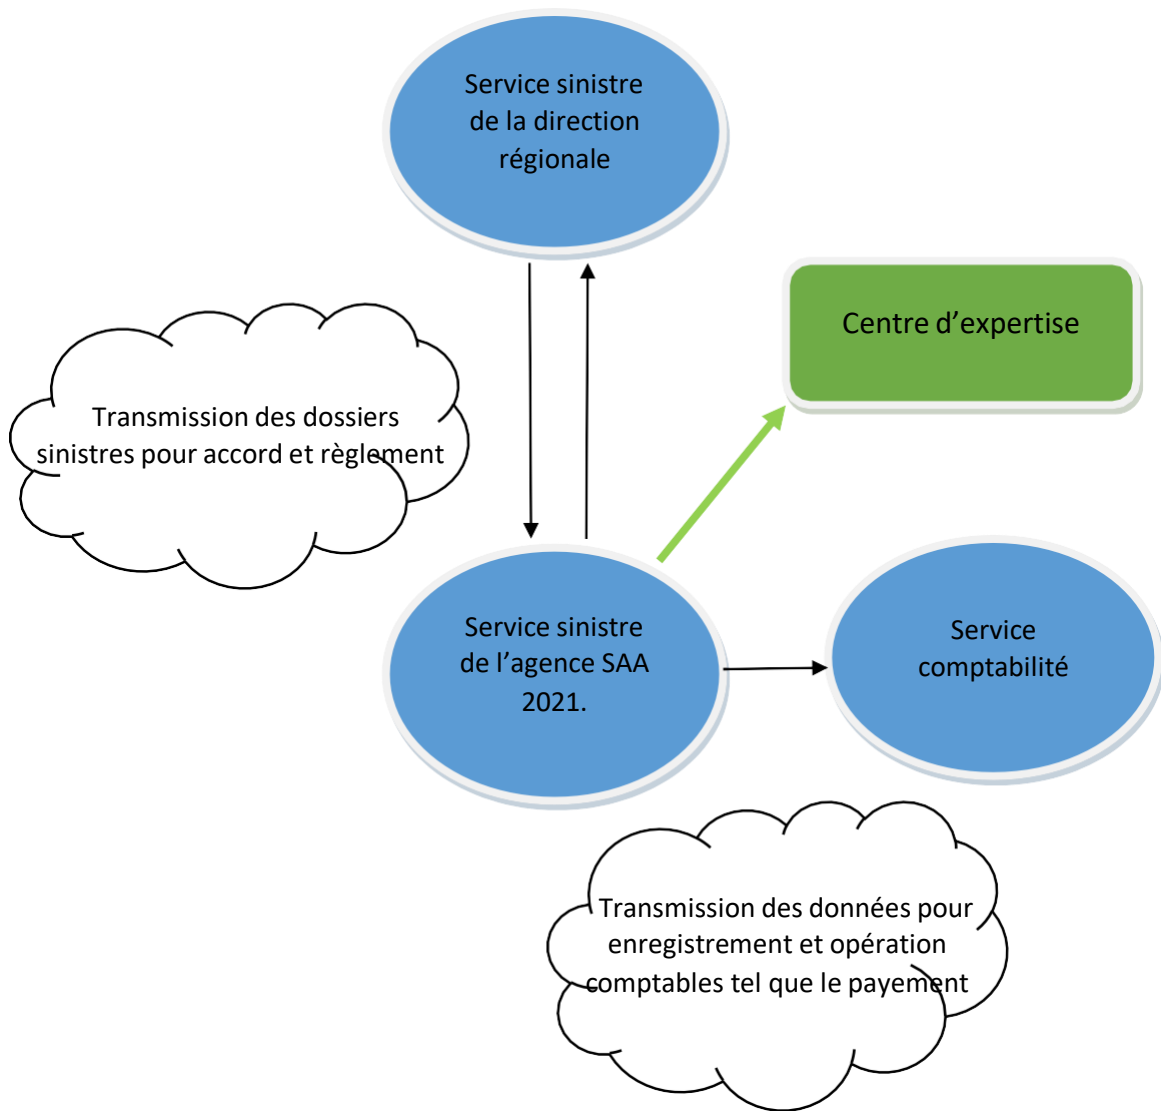 Service sinistre
de la direction
régionale
Centre d’expertise
Transmission des dossiers
sinistres pour accord et règlement
Service sinistre
de l’agence SAA
2021.
Service
comptabilité
Transmission des données pour
enregistrement et opération
comptables tel que le payement